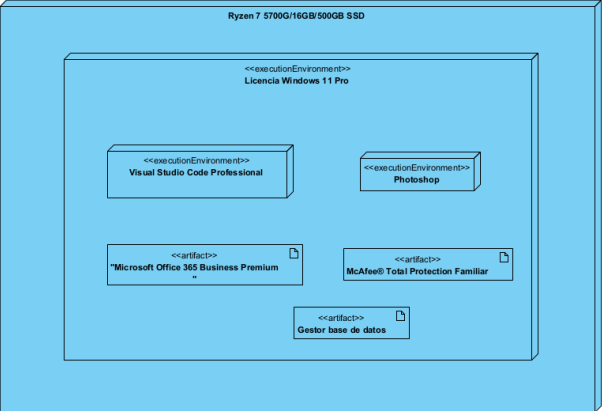 Ryzen 7 5700G/16GB/500GB SSD
<<executionEnvironment>>
Licencia Windows 11 Pro
<<executionEnvironment>>
Visual Studio Code Professional
<<executionEnvironment>>
Photoshop
<<artifact>>
"Microsoft Office 365 Business Premium
"
<<artifact>>
McAfee® Total Protection Familiar
<<artifact>>
Gestor base de datos